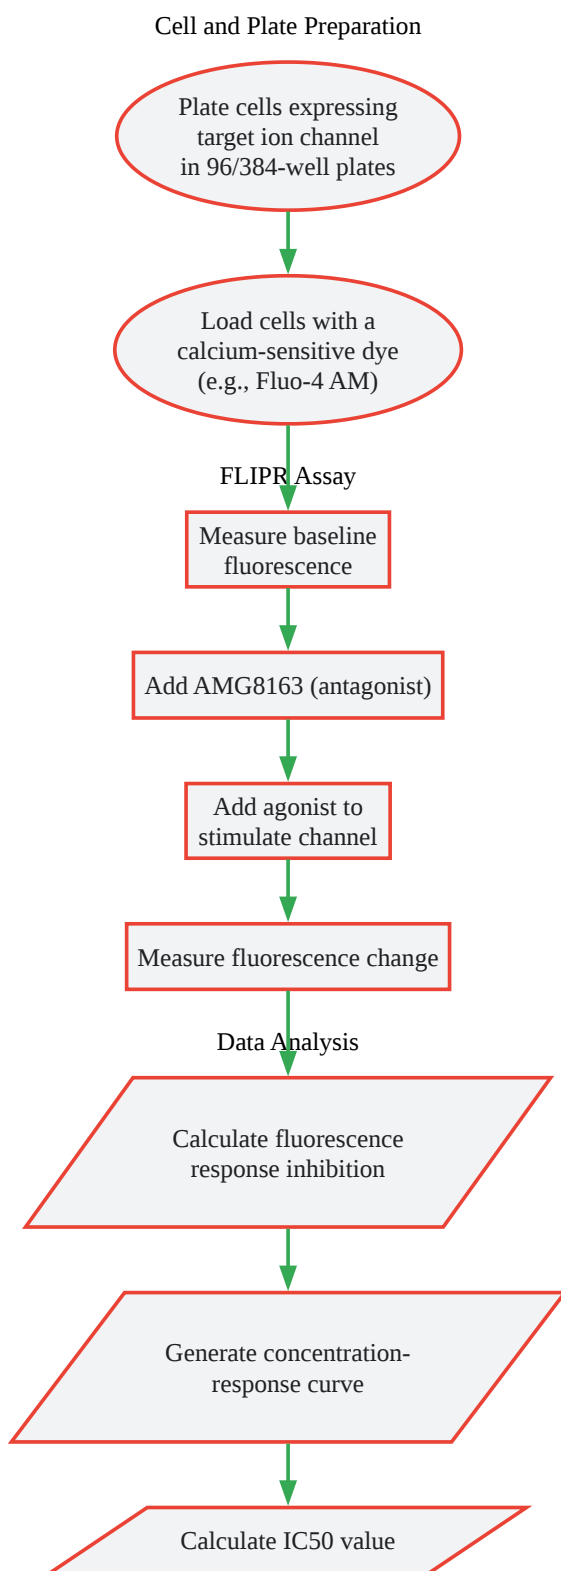 Cell and Plate Preparation
Plate cells expressing
target ion channel
in 96/384-well plates
Load cells with a
calcium-sensitive dye
(e.g., Fluo-4 AM)
FLIPR Assay
Measure baseline
fluorescence
Add AMG8163 (antagonist)
Add agonist to
stimulate channel
Measure fluorescence change
Data Analysis
Calculate fluorescence
response inhibition
Generate concentration-
response curve
Calculate IC50 value